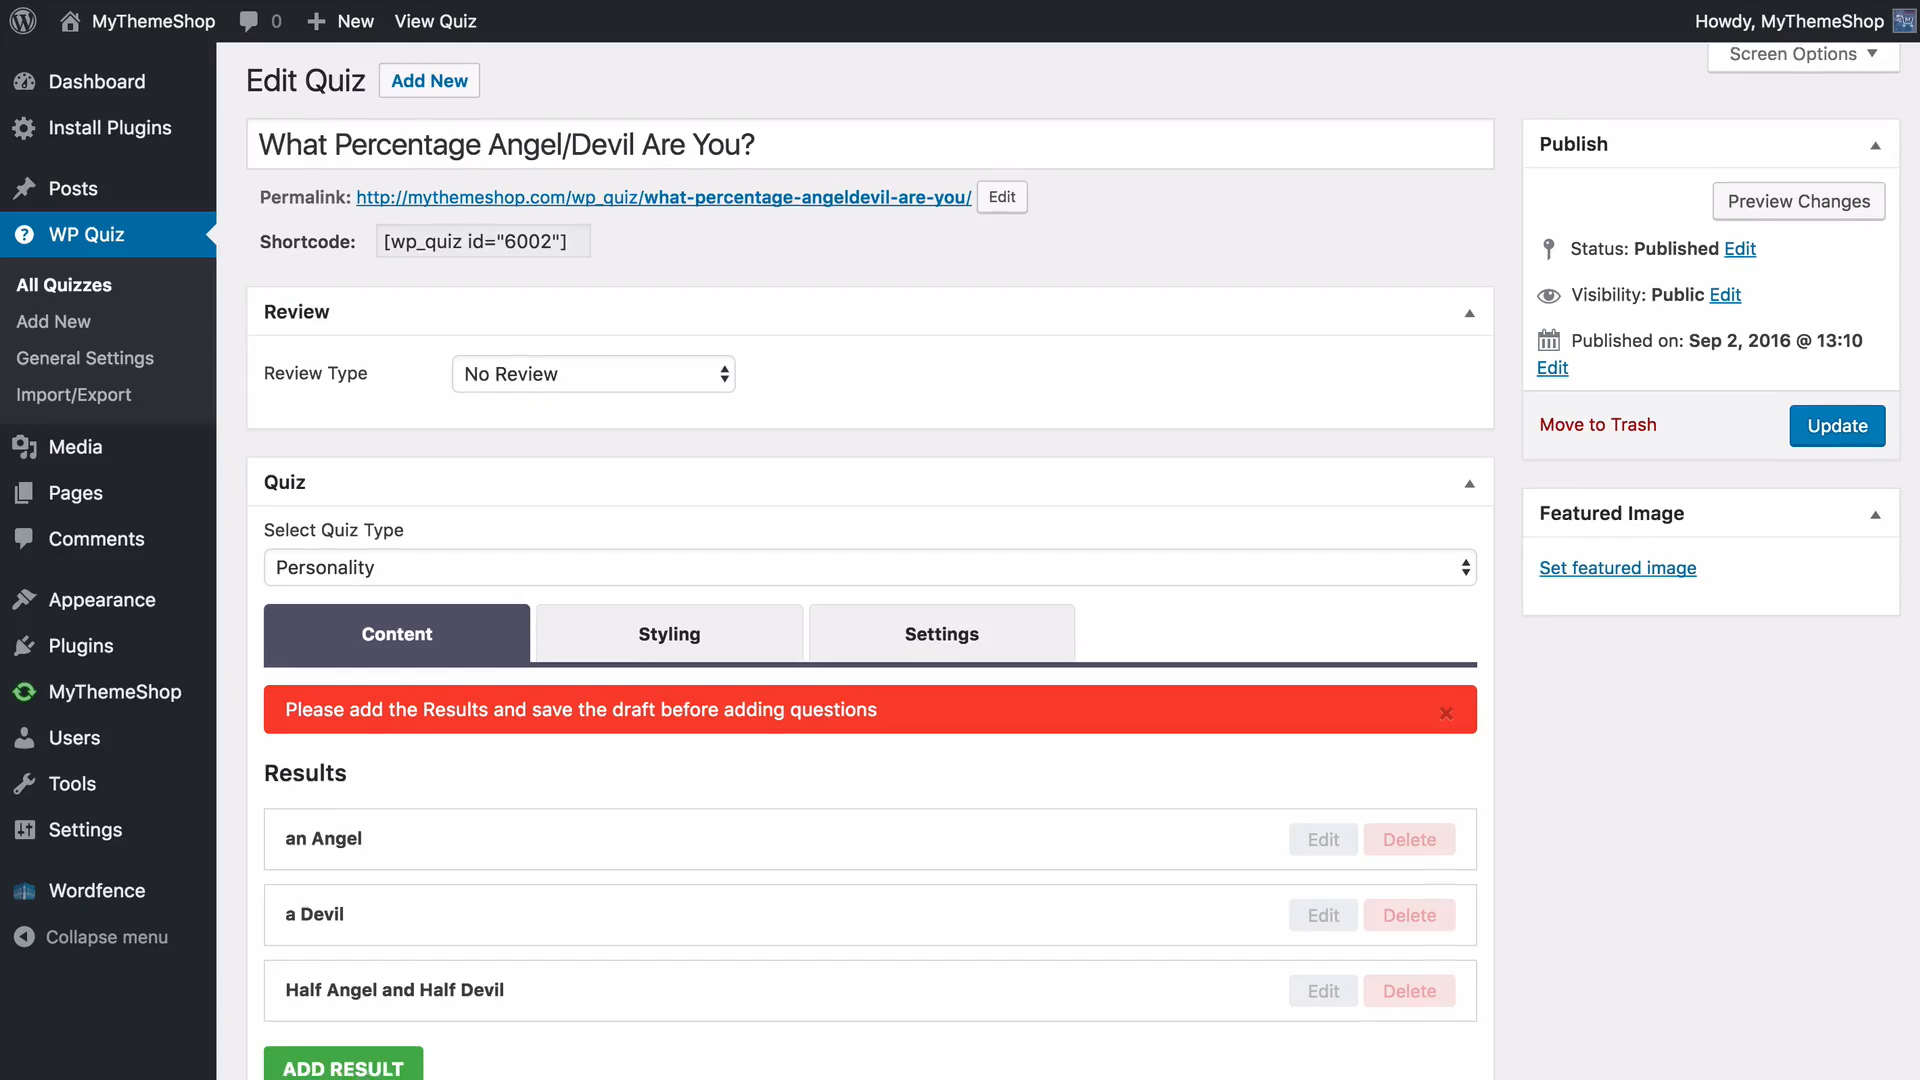 MyThemeShop 0 New View Quiz Howdy, MyThemeShop
Dashboard
Install Plugins
Posts
WP Quiz
All Quizzes
Add New
General Settings
Import/Export
Media
Pages
Comments
Appearance
Plugins
MyThemeShop
Users
Tools
Settings
Wordfence
Collapse menu
Screen Options
Edit Quiz Add New
What Percentage Angel/Devil Are You?
Permalink: http://mythemeshop.com/wp_quiz/what-percentage-angeldevil-are-you/ Edit
Shortcode: [wp_quiz id="6002"]
Review
Review Type No Review
Quiz
Select Quiz Type
Personality
Content Styling Settings
Please add the Results and save the draft before adding questions ×
Results
an Angel Edit Delete
a Devil Edit Delete
Half Angel and Half Devil Edit Delete
ADD RESULT
Publish
Preview Changes
Status: Published Edit
Visibility: Public Edit
Published on: Sep 2, 2016 @ 13:10
Edit
Move to Trash Update
Featured Image
Set featured image